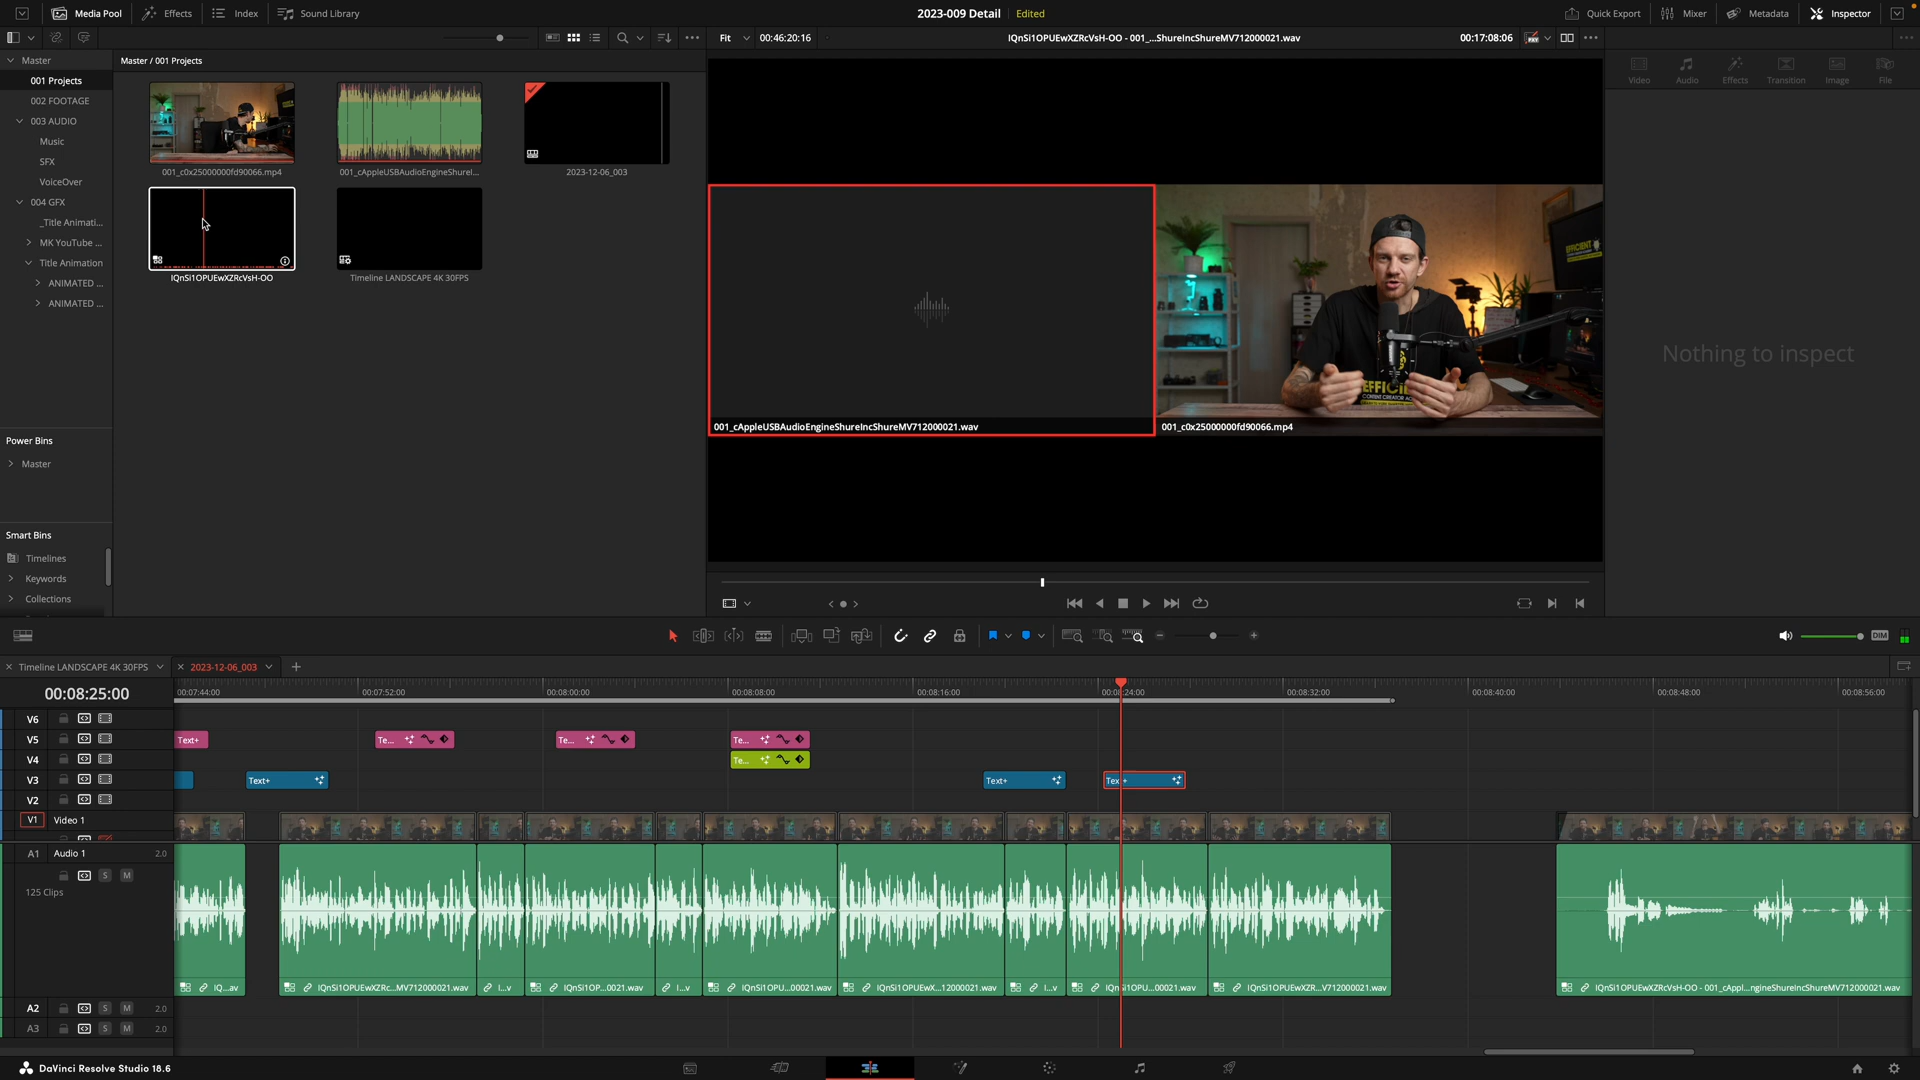 Media Pool
Effects
Index
Sound Library
2023-009 Detail
Edited
Quick Export
Mixer
Metadata
Inspector
Fit
00:46:20:16
IQnSi1OPUEwXZRcVsH-OO - 001_...ShureIncShureMV712000021.wav
00:17:08:06
Master
Master / 001 Projects
001 Projects
002 FOOTAGE
003 AUDIO
Music
SFX
VoiceOver
004 GFX
_Title Animati...
MK YouTube ...
Title Animation
ANIMATED ...
ANIMATED ...
Power Bins
Master
Smart Bins
Timelines
Keywords
Collections
001_c0x25000000fd90066.mp4
001_cAppleUSBAudioEngineShureI...
2023-12-06_003
IQnSi1OPUEwXZRcVsH-OO
Timeline LANDSCAPE 4K 30FPS
001_cAppleUSBAudioEngineShureIncShureMV712000021.wav
001_c0x25000000fd90066.mp4
Video
Audio
Effects
Transition
Image
File
Nothing to inspect
DIM
Timeline LANDSCAPE 4K 30FPS
2023-12-06_003
00:08:25:00
00:07:44:00
00:07:52:00
00:08:00:00
00:08:08:00
00:08:16:00
00:08:24:00
00:08:32:00
00:08:40:00
00:08:48:00
00:08:56:00
V6
V5
Text+
Te...
Te...
Te...
V4
Te...
V3
Text+
Text+
Text+
V2
V1
Video 1
A1
Audio 1
2.0
S
M
125 Clips
IQ...av
IQnSi1OPUEwXZRc...MV712000021.wav
I...v
IQnSi1OP...0021.wav
I...v
IQnSi1OPU...00021.wav
IQnSi1OPUEwX...12000021.wav
I...v
IQnSi1OPU...00021.wav
IQnSi1OPUEwXZR...V712000021.wav
IQnSi1OPUEwXZRcVsH-OO - 001_cAppl...ngineShureIncShureMV712000021.wav
A2
S
M
2.0
A3
S
M
2.0
DaVinci Resolve Studio 18.6